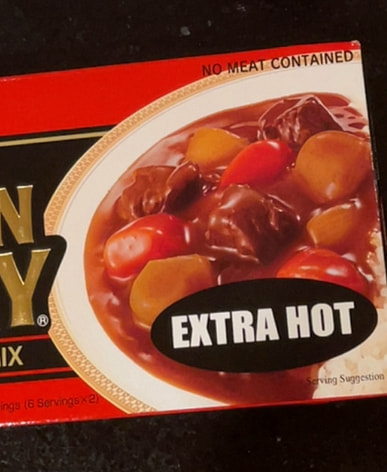 NO MEAT CONTAINED
N
Y®
IX
EXTRA HOT
Serving Suggestion
ings (6 Servings×2)